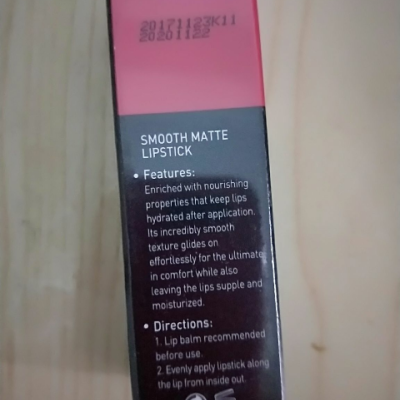 20171123K11
20201122
SMOOTH MATTE
LIPSTICK
• Features:
Enriched with nourishing
properties that keep lips
hydrated after application.
Its incredibly smooth
texture glides on
effortlessly for the ultimate
in comfort while also
leaving the lips supple and
moisturized.
• Directions:
1. Lip balm recommended
before use.
2. Evenly apply lipstick along
the lip from inside out